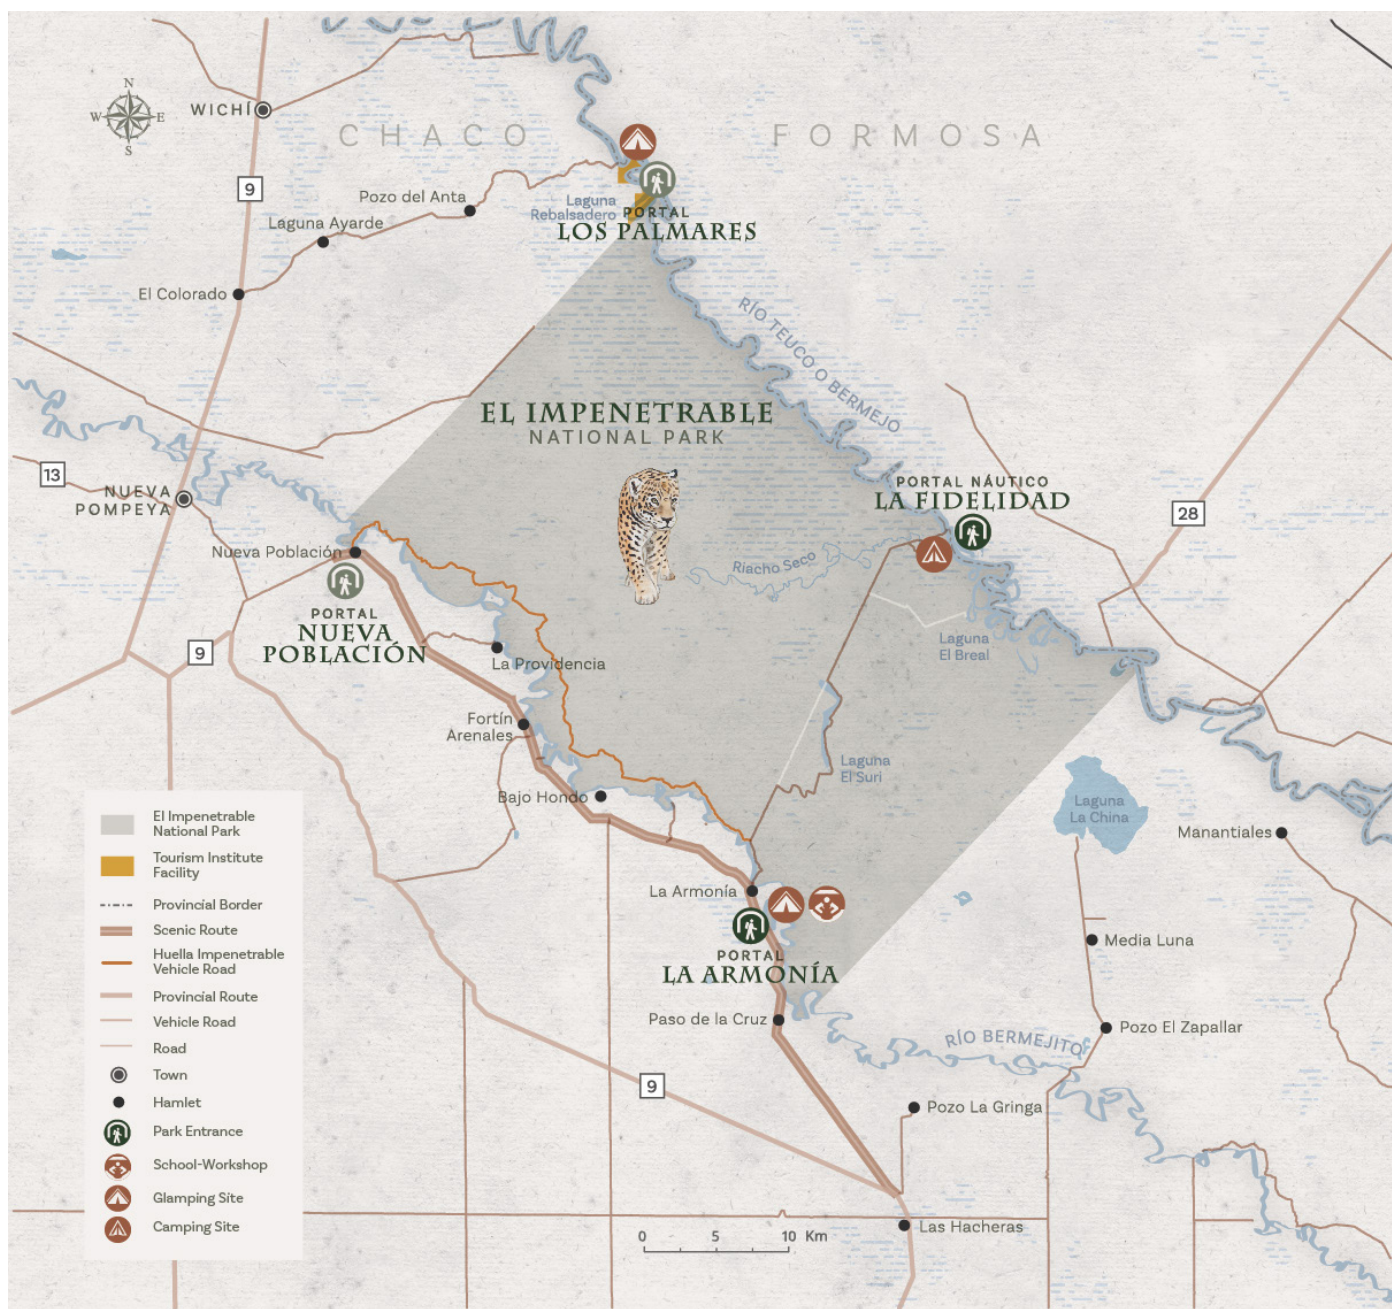 N
W
E
S
WICHÍ
CHACO
FORMOSA
9
Pozo del Anta
Laguna Ayarde
El Colorado
Laguna
Rebalsadero
PORTAL
LOS PALMARES
RÍO TEUCO O BERMEJO
EL IMPENETRABLE
NATIONAL PARK
13
NUEVA
POMPEYA
PORTAL NÁUTICO
LA FIDELIDAD
28
Nueva Población
Riacho Seco
PORTAL
NUEVA
POBLACIÓN
9
La Providencia
Laguna
El Breal
Fortín
Arenales
Laguna
El Suri
Bajo Hondo
Laguna
La China
Manantiales
La Armonía
PORTAL
LA ARMONÍA
Media Luna
Paso de la Cruz
Pozo El Zapallar
RÍO BERMEJITO
9
Pozo La Gringa
Las Hacheras
0 5 10 Km
El Impenetrable
National Park
Tourism Institute
Facility
Provincial Border
Scenic Route
Huella Impenetrable
Vehicle Road
Provincial Route
Vehicle Road
Road
Town
Hamlet
Park Entrance
School-Workshop
Glamping Site
Camping Site